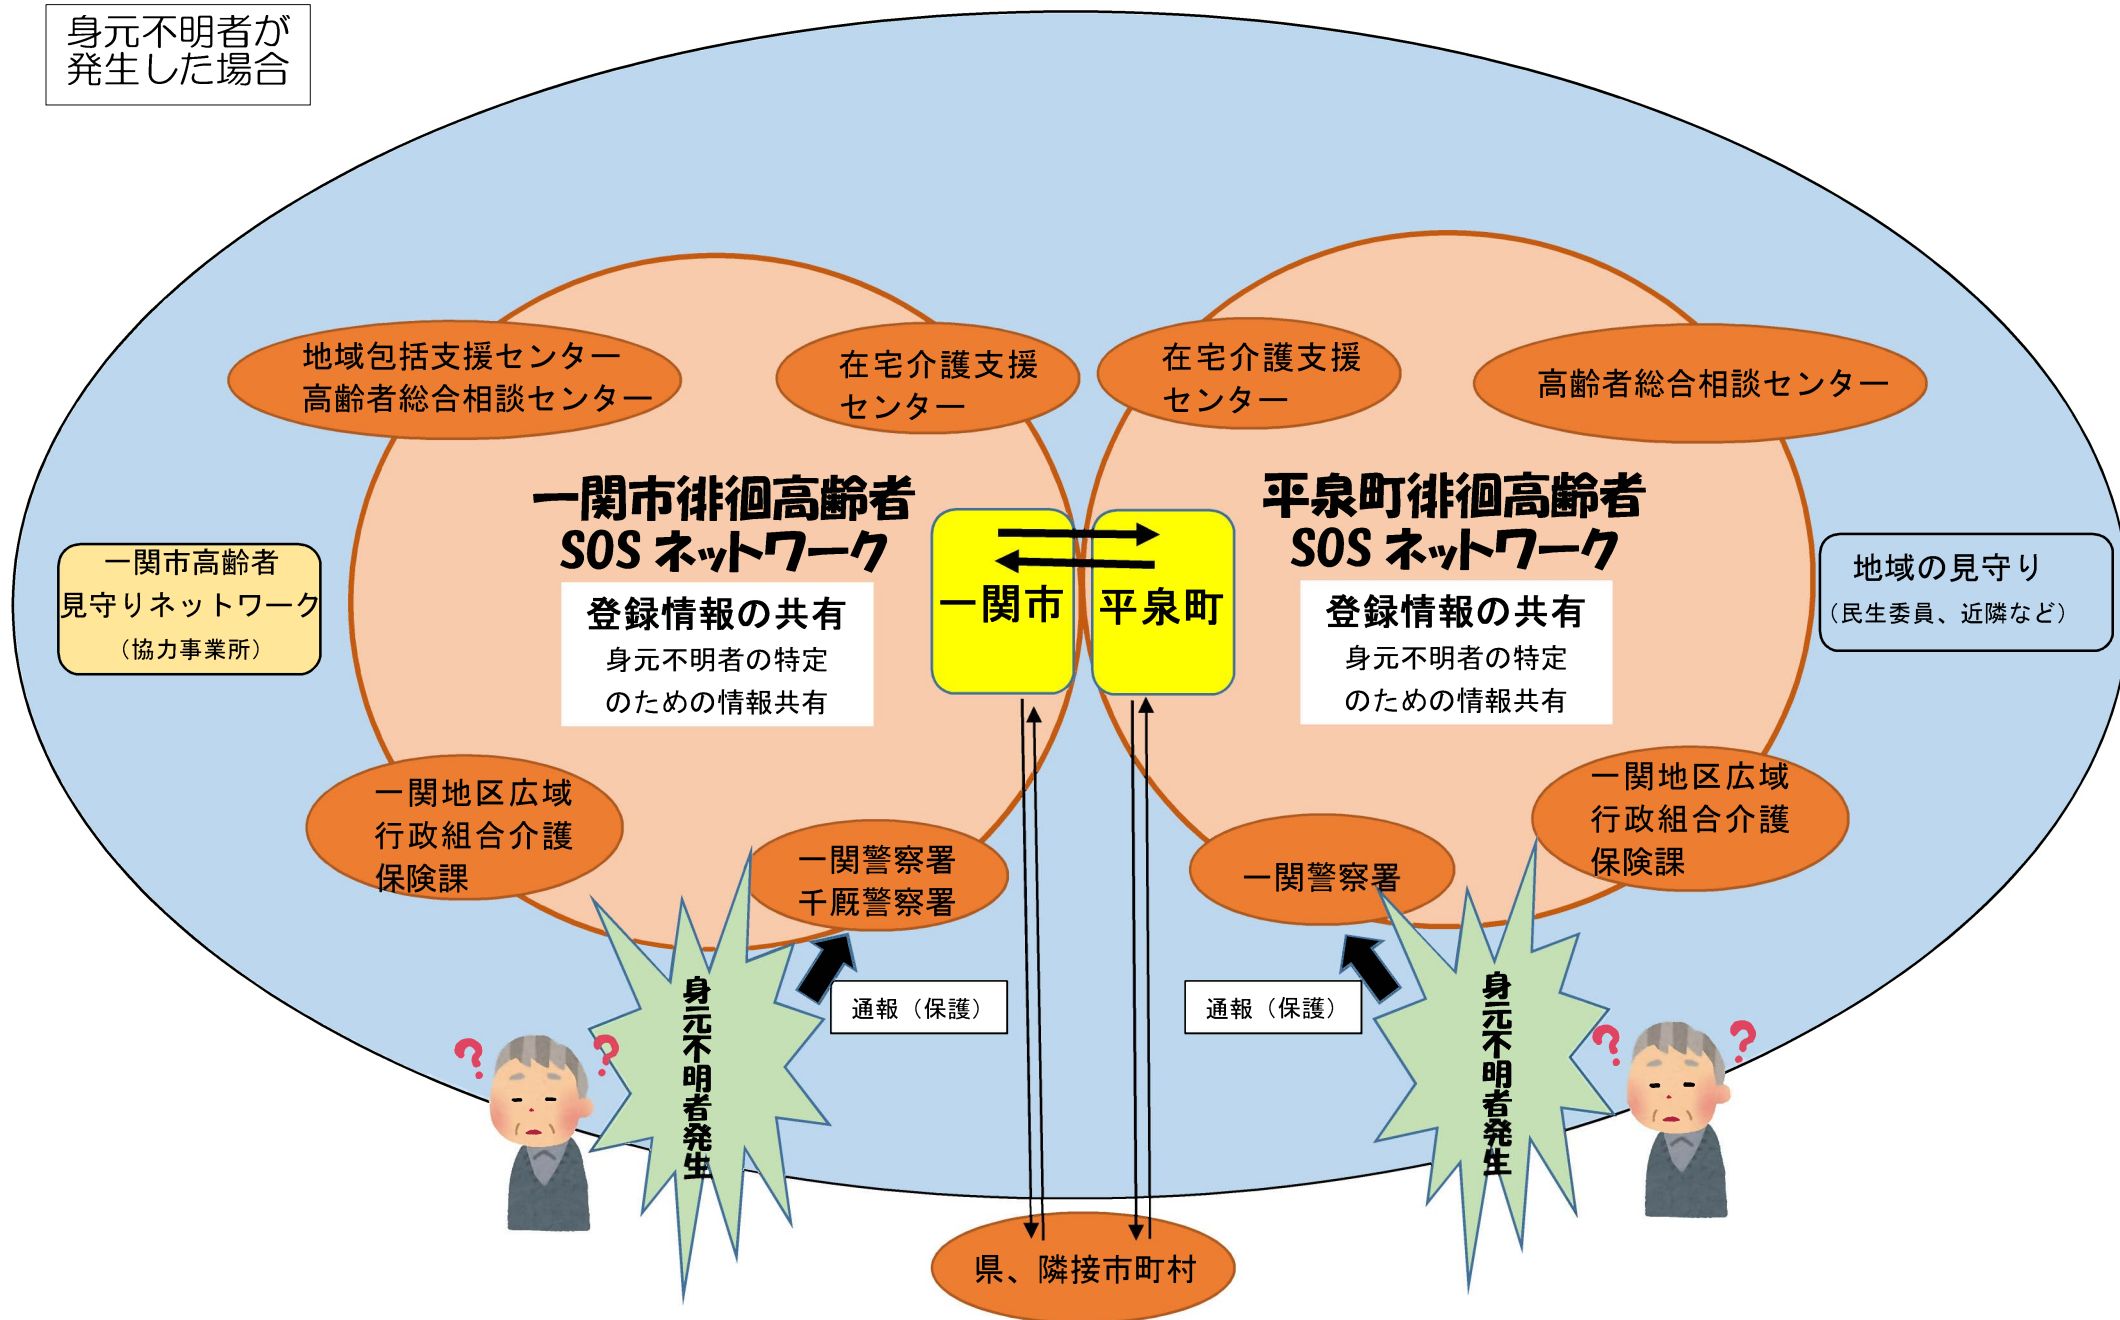 身元不明者が
発生した場合
地域包括支援センター
高齢者総合相談センター
在宅介護支援
センター
在宅介護支援
センター
高齢者総合相談センター
一関市徘徊高齢者
SOS ネットワーク
平泉町徘徊高齢者
SOS ネットワーク
一関市高齢者
見守りネットワーク
（協力事業所）
登録情報の共有
身元不明者の特定
のための情報共有
一関市
平泉町
登録情報の共有
身元不明者の特定
のための情報共有
地域の見守り
（民生委員、近隣など）
一関地区広域
行政組合介護
保険課
一関警察署
千厩警察署
一関警察署
一関地区広域
行政組合介護
保険課
身元不明者発生
通報（保護）
通報（保護）
身元不明者発生
県、隣接市町村